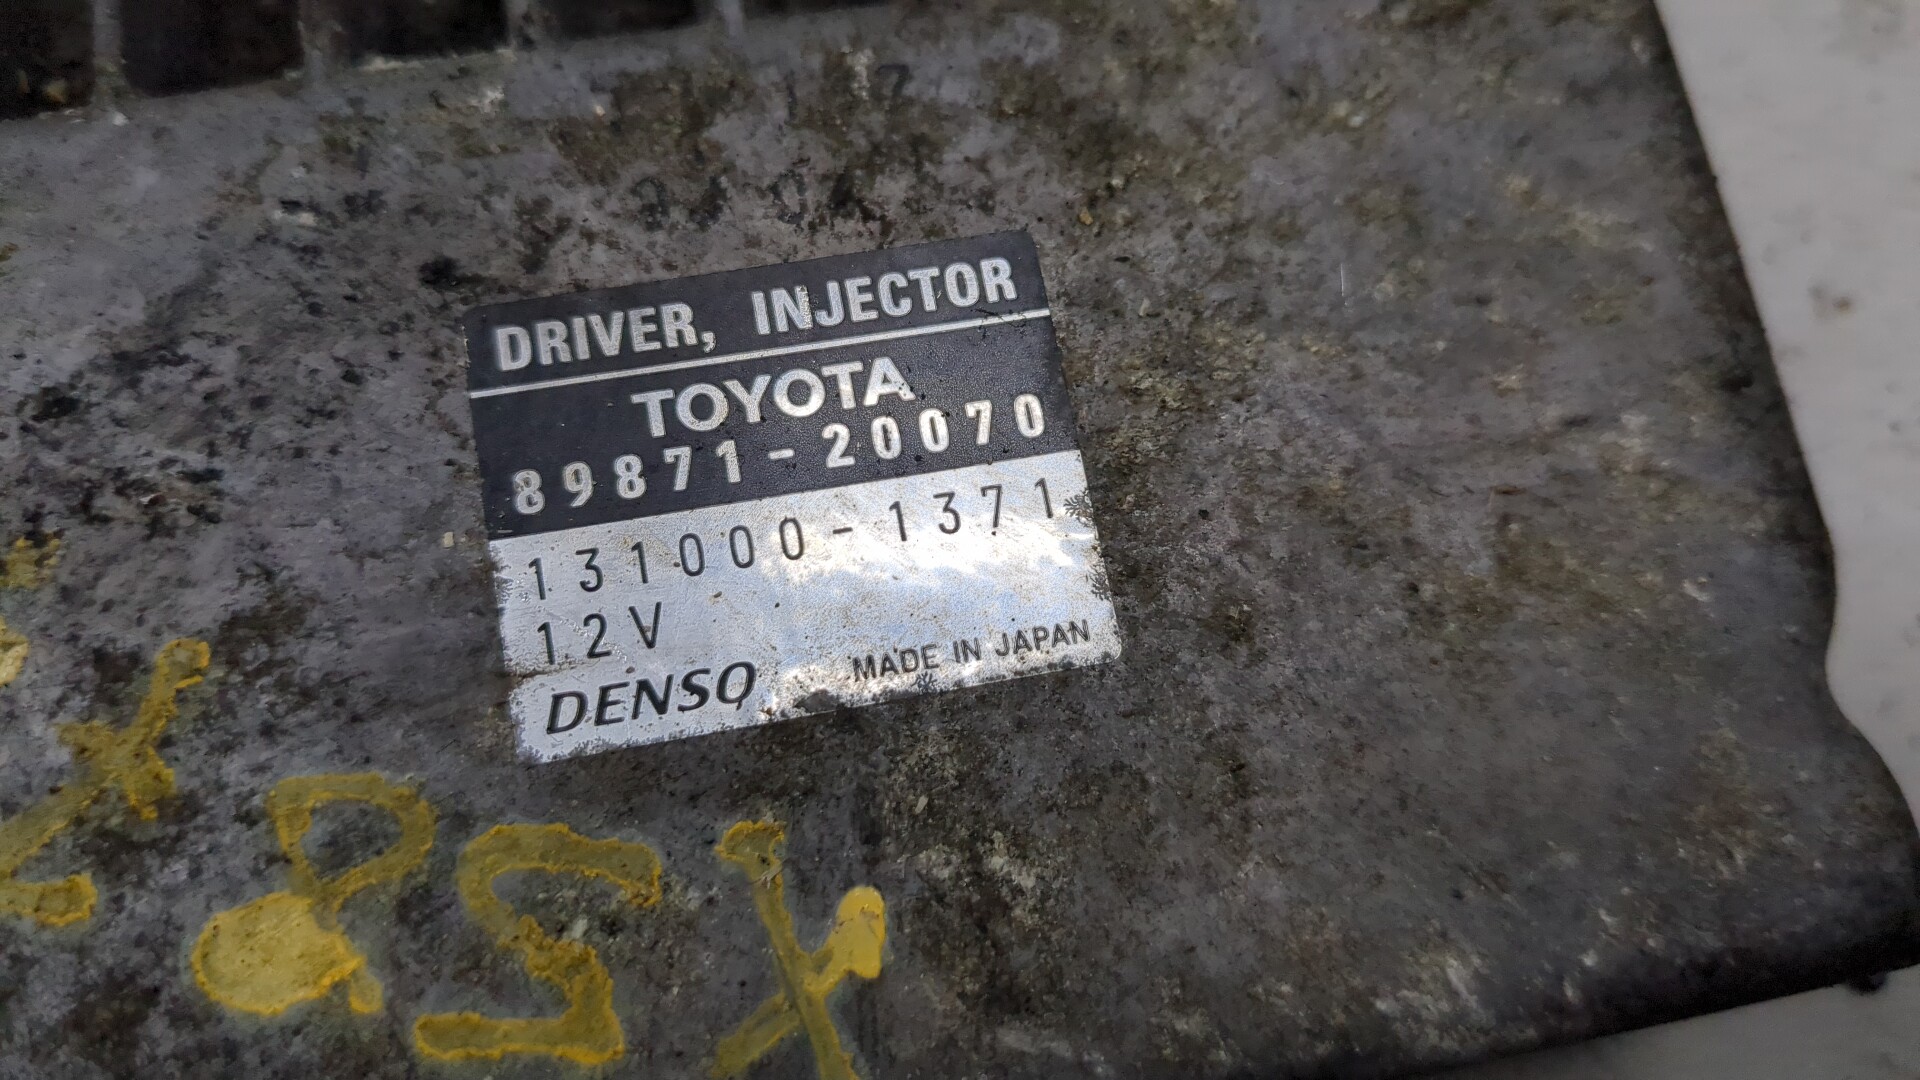 DRIVER, INJECTOR
TOYOTA
89871-20070
131000-1371
12V
DENSO MADE IN JAPAN